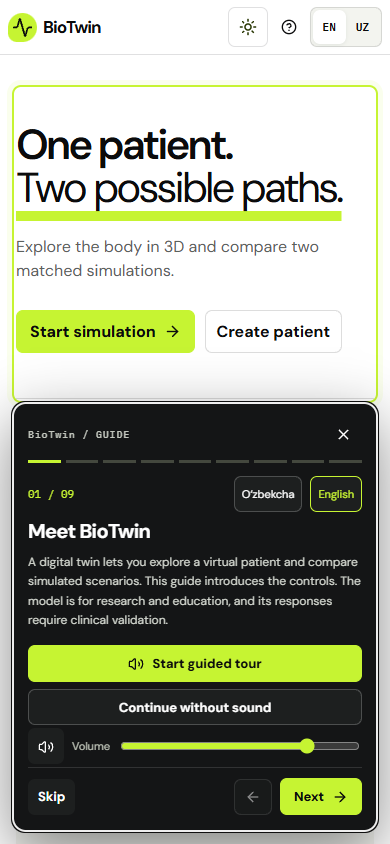 BioTwin
EN UZ
One patient.
Two possible paths.
Explore the body in 3D and compare two
matched simulations.
Start simulation → Create patient
BioTwin / GUIDE
01 / 09
O‘zbekcha English
Meet BioTwin
A digital twin lets you explore a virtual patient and compare
simulated scenarios. This guide introduces the controls. The
model is for research and education, and its responses
require clinical validation.
Start guided tour
Continue without sound
Volume
Skip ← Next →